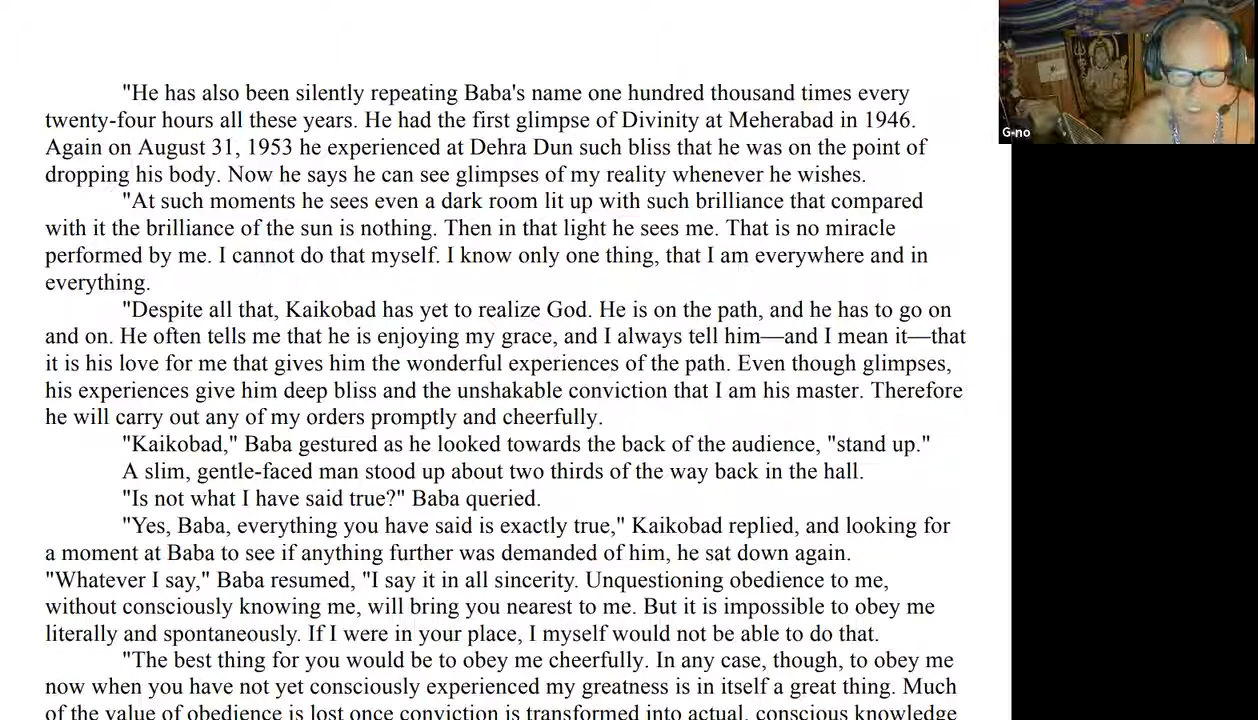 "He has also been silently repeating Baba's name one hundred thousand times every
twenty-four hours all these years. He had the first glimpse of Divinity at Meherabad in 1946.
Again on August 31, 1953 he experienced at Dehra Dun such bliss that he was on the point of
dropping his body. Now he says he can see glimpses of my reality whenever he wishes.
"At such moments he sees even a dark room lit up with such brilliance that compared
with it the brilliance of the sun is nothing. Then in that light he sees me. That is no miracle
performed by me. I cannot do that myself. I know only one thing, that I am everywhere and in
everything.
"Despite all that, Kaikobad has yet to realize God. He is on the path, and he has to go on
and on. He often tells me that he is enjoying my grace, and I always tell him—and I mean it—that
it is his love for me that gives him the wonderful experiences of the path. Even though glimpses,
his experiences give him deep bliss and the unshakable conviction that I am his master. Therefore
he will carry out any of my orders promptly and cheerfully.
"Kaikobad," Baba gestured as he looked towards the back of the audience, "stand up."
A slim, gentle-faced man stood up about two thirds of the way back in the hall.
"Is not what I have said true?" Baba queried.
"Yes, Baba, everything you have said is exactly true," Kaikobad replied, and looking for
a moment at Baba to see if anything further was demanded of him, he sat down again.
"Whatever I say," Baba resumed, "I say it in all sincerity. Unquestioning obedience to me,
without consciously knowing me, will bring you nearest to me. But it is impossible to obey me
literally and spontaneously. If I were in your place, I myself would not be able to do that.
"The best thing for you would be to obey me cheerfully. In any case, though, to obey me
now when you have not yet consciously experienced my greatness is in itself a great thing. Much
of the value of obedience is lost once conviction is transformed into actual, conscious knowledge
G-no